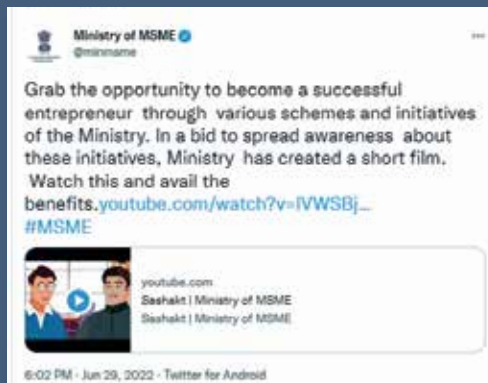 Ministry of MSME
@minmsme
Grab the opportunity to become a successful
entrepreneur through various schemes and initiatives
of the Ministry. In a bid to spread awareness about
these initiatives, Ministry has created a short film.
Watch this and avail the
benefits.youtube.com/watch?v=IVWSBj...
#MSME
youtube.com
Sashakt | Ministry of MSME
Sashakt | Ministry of MSME
6:02 PM · Jun 29, 2022 · Twitter for Android